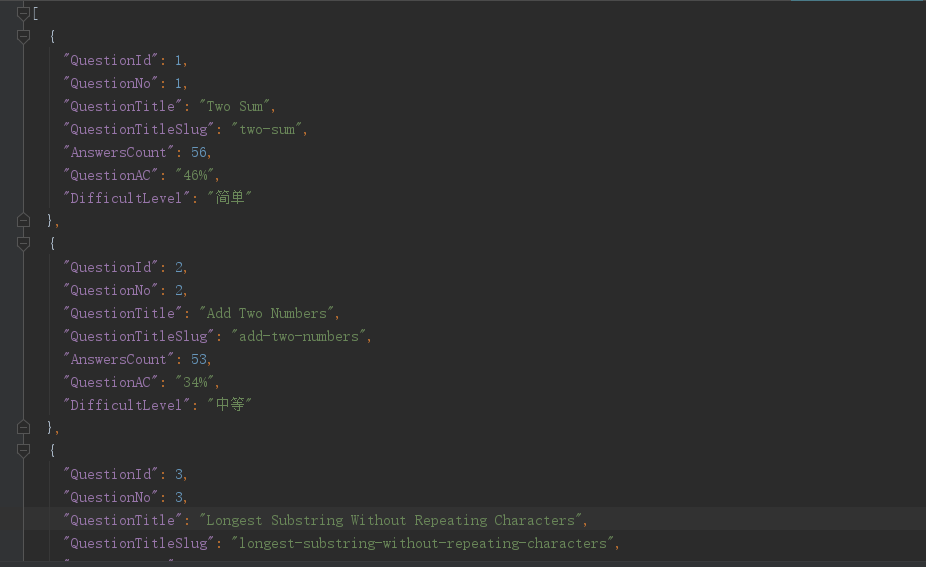 [
{
"QuestionId": 1,
"QuestionNo": 1,
"QuestionTitle": "Two Sum",
"QuestionTitleSlug": "two-sum",
"AnswersCount": 56,
"QuestionAC": "46%",
"DifficultLevel": "简单"
},
{
"QuestionId": 2,
"QuestionNo": 2,
"QuestionTitle": "Add Two Numbers",
"QuestionTitleSlug": "add-two-numbers",
"AnswersCount": 53,
"QuestionAC": "34%",
"DifficultLevel": "中等"
},
{
"QuestionId": 3,
"QuestionNo": 3,
"QuestionTitle": "Longest Substring Without Repeating Characters",
"QuestionTitleSlug": "longest-substring-without-repeating-characters",